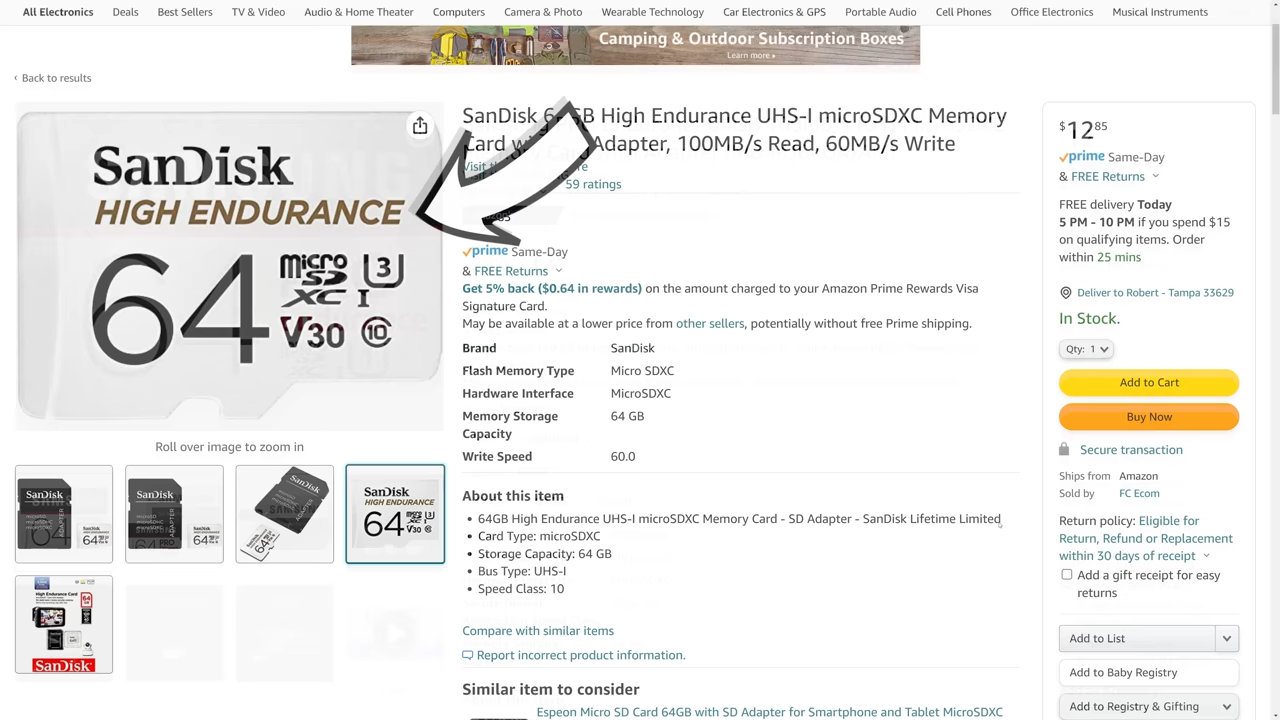 All Electronics Deals Best Sellers TV & Video Audio & Home Theater Computers Camera & Photo Wearable Technology Car Electronics & GPS Portable Audio Cell Phones Office Electronics Musical Instruments
Camping & Outdoor Subscription Boxes
Learn more ▸
‹ Back to results
SanDisk
HIGH ENDURANCE
64
micro
SD
XC I
U3
V30
10
Roll over image to zoom in
SanDisk High Endurance UHS-I microSDXC Memory
Card Adapter, 100MB/s Read, 60MB/s Write
59 ratings
prime Same-Day
& FREE Returns
Get 5% back ($0.64 in rewards) on the amount charged to your Amazon Prime Rewards Visa
Signature Card.
May be available at a lower price from other sellers, potentially without free Prime shipping.
Brand SanDisk
Flash Memory Type Micro SDXC
Hardware Interface MicroSDXC
Memory Storage 64 GB
Capacity
Write Speed 60.0
About this item
• 64GB High Endurance UHS-I microSDXC Memory Card - SD Adapter - SanDisk Lifetime Limited
• Card Type: microSDXC
• Storage Capacity: 64 GB
• Bus Type: UHS-I
• Speed Class: 10
Compare with similar items
Report incorrect product information.
Similar item to consider
Espeon Micro SD Card 64GB with SD Adapter for Smartphone and Tablet MicroSDXC
$12 85
prime Same-Day
& FREE Returns
FREE delivery Today
5 PM - 10 PM if you spend $15
on qualifying items. Order
within 25 mins
Deliver to Robert - Tampa 33629
In Stock.
Qty: 1
Add to Cart
Buy Now
Secure transaction
Ships from Amazon
Sold by FC Ecom
Return policy: Eligible for
Return, Refund or Replacement
within 30 days of receipt
Add a gift receipt for easy
returns
Add to List
Add to Baby Registry
Add to Registry & Gifting